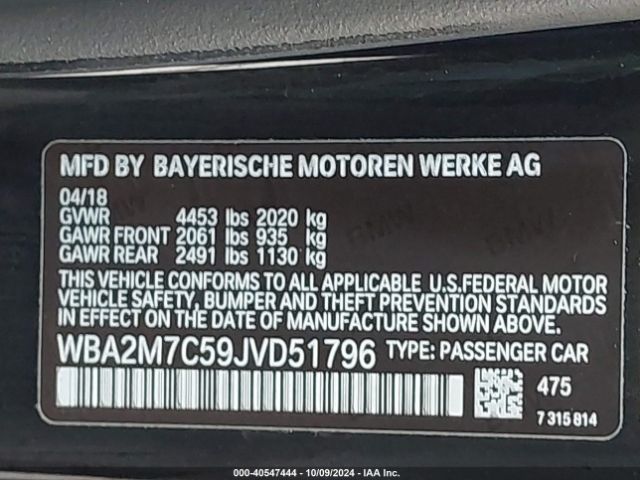 MFD BY BAYERISCHE MOTOREN WERKE AG
04/18
GVWR 4453 lbs 2020 kg
GAWR FRONT 2061 lbs 935 kg
GAWR REAR 2491 lbs 1130 kg
THIS VEHICLE CONFORMS TO ALL APPLICABLE U.S.FEDERAL MOTOR
VEHICLE SAFETY, BUMPER AND THEFT PREVENTION STANDARDS
IN EFFECT ON THE DATE OF MANUFACTURE SHOWN ABOVE.
WBA2M7C59JVD51796 TYPE: PASSENGER CAR
475
7 315 814
000-40547444 - 10/09/2024 - IAA Inc.